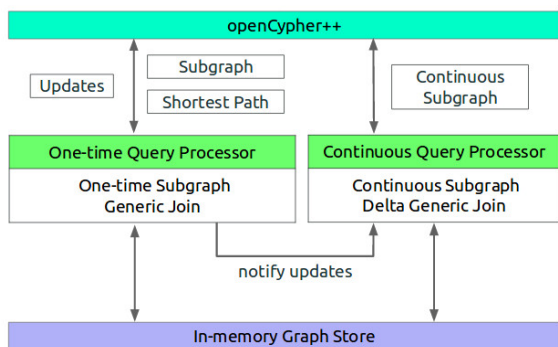 openCypher++
Updates
Subgraph
Shortest Path
Continuous
Subgraph
One-time Query Processor
One-time Subgraph
Generic Join
Continuous Query Processor
Continuous Subgraph
Delta Generic Join
notify updates
In-memory Graph Store